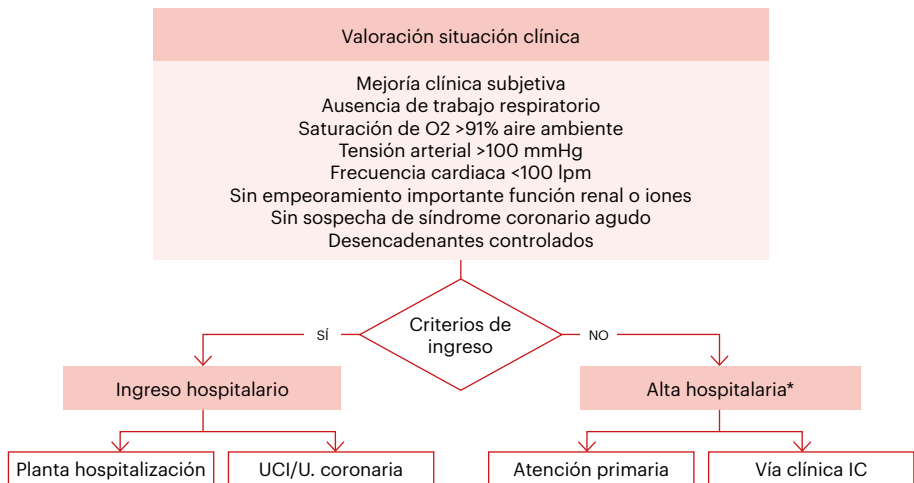 Valoración situación clínica
Mejoría clínica subjetiva
Ausencia de trabajo respiratorio
Saturación de O2 >91% aire ambiente
Tensión arterial >100 mmHg
Frecuencia cardiaca <100 lpm
Sin empeoramiento importante función renal o iones
Sin sospecha de síndrome coronario agudo
Desencadenantes controlados
Criterios de
ingreso
SÍ
NO
Ingreso hospitalario
Alta hospitalaria*
Planta hospitalización
UCI/U. coronaria
Atención primaria
Vía clínica IC